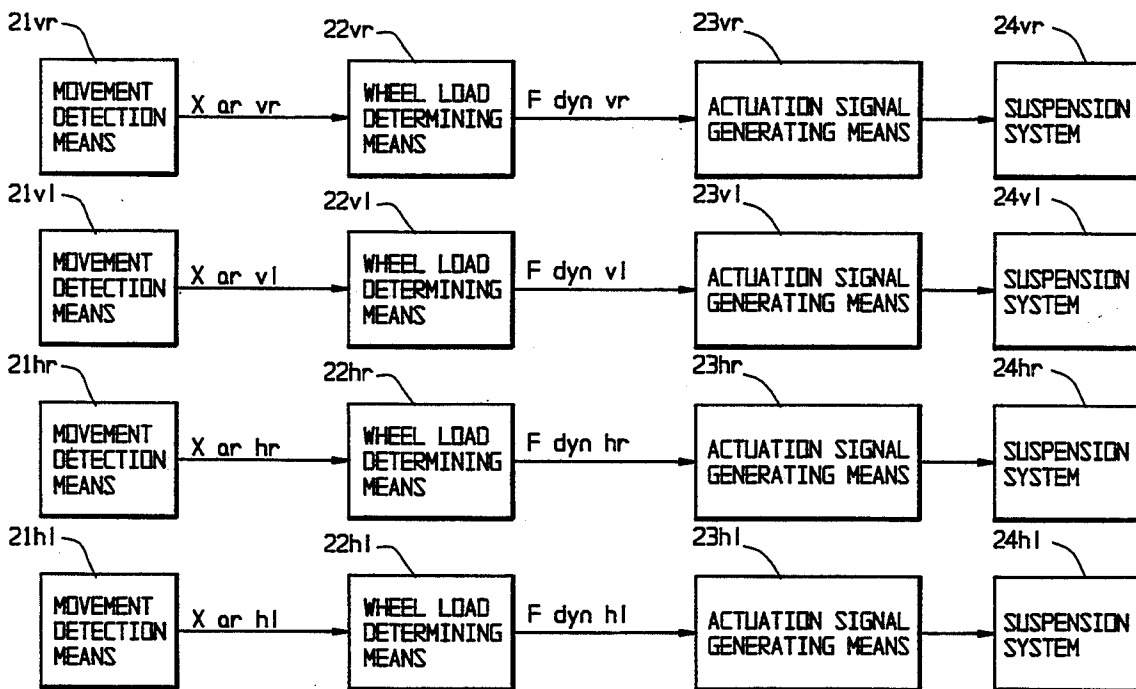 21vr 22vr 23vr 24vr
MOVEMENT DETECTION MEANS
X ar vr
WHEEL LOAD DETERMINING MEANS
F dyn vr
ACTUATION SIGNAL GENERATING MEANS
SUSPENSION SYSTEM
21vl 22vl 23vl 24vl
MOVEMENT DETECTION MEANS
X ar vl
WHEEL LOAD DETERMINING MEANS
F dyn vl
ACTUATION SIGNAL GENERATING MEANS
SUSPENSION SYSTEM
21hr 22hr 23hr 24hr
MOVEMENT DETECTION MEANS
X ar hr
WHEEL LOAD DETERMINING MEANS
F dyn hr
ACTUATION SIGNAL GENERATING MEANS
SUSPENSION SYSTEM
21hl 22hl 23hl 24hl
MOVEMENT DETECTION MEANS
X ar hl
WHEEL LOAD DETERMINING MEANS
F dyn hl
ACTUATION SIGNAL GENERATING MEANS
SUSPENSION SYSTEM